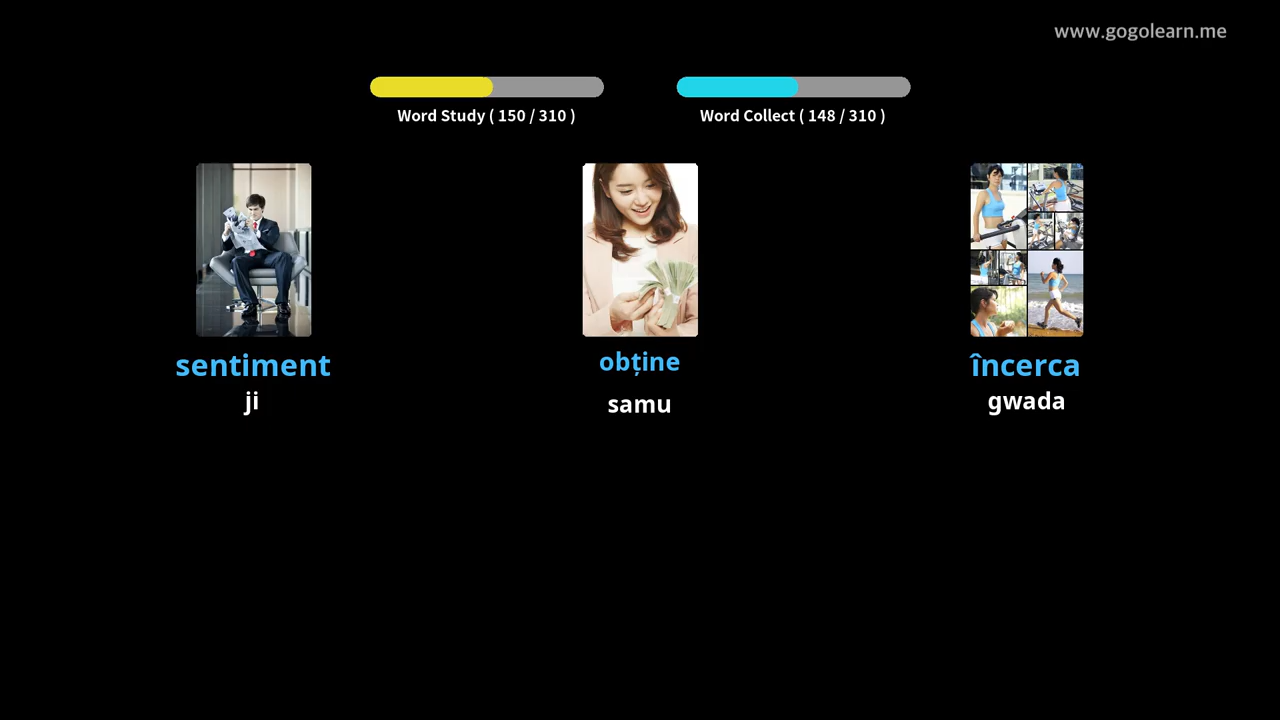 www.gogolearn.me
Word Study ( 150 / 310 )
Word Collect ( 148 / 310 )
sentiment
ji
obține
samu
încerca
gwada